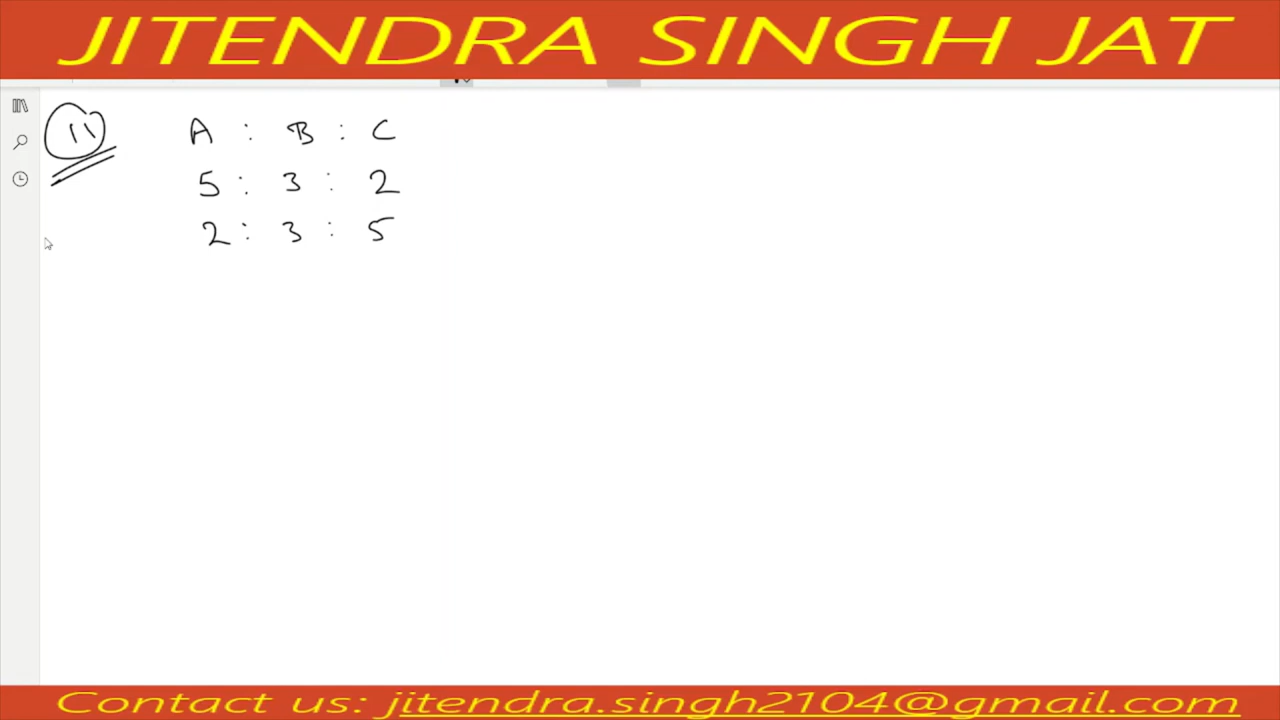 JITENDRA SINGH JAT
11 A : B : C
5 : 3 : 2
2 : 3 : 5
Contact us: jitendra.singh2104@gmail.com